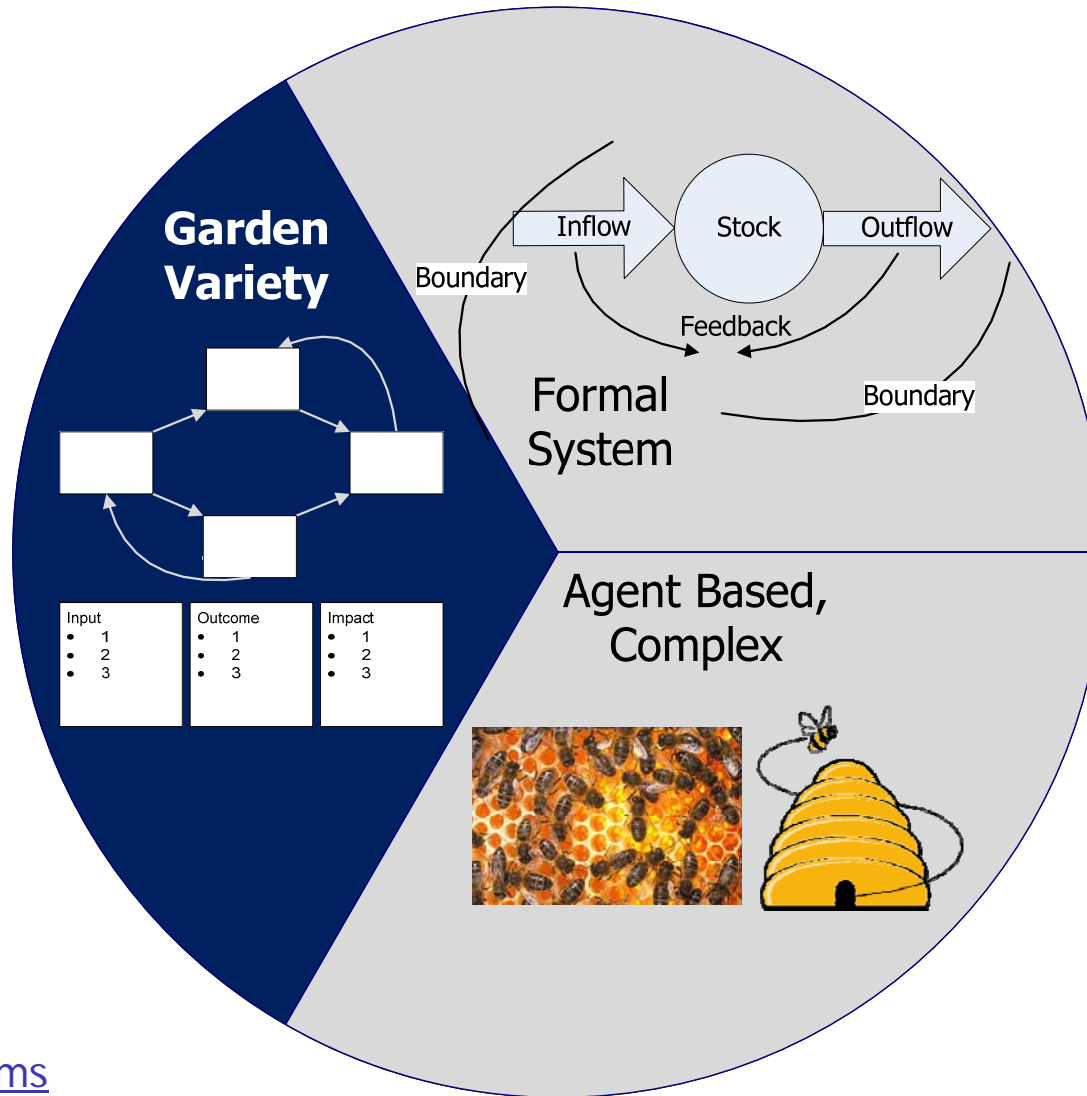 Garden
Variety
Input
• 1
• 2
• 3
Outcome
• 1
• 2
• 3
Impact
• 1
• 2
• 3
Inflow
Stock
Outflow
Boundary
Feedback
Boundary
Formal
System
Agent Based,
Complex
ms